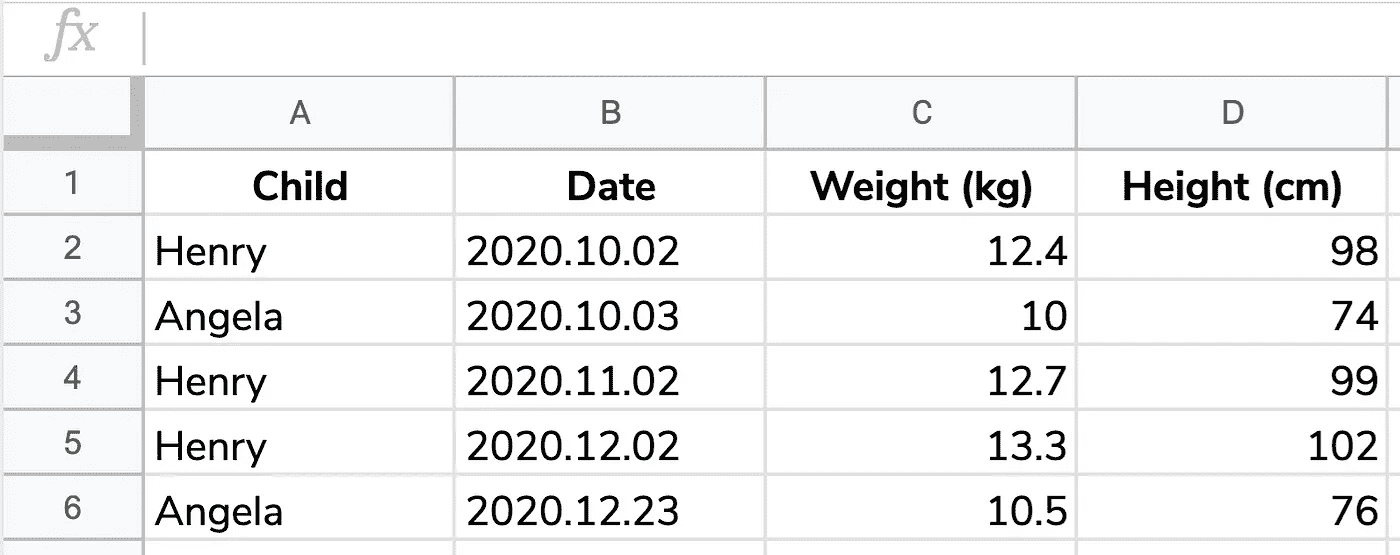 fx
A B C D
1 Child Date Weight (kg) Height (cm)
2 Henry 2020.10.02 12.4 98
3 Angela 2020.10.03 10 74
4 Henry 2020.11.02 12.7 99
5 Henry 2020.12.02 13.3 102
6 Angela 2020.12.23 10.5 76